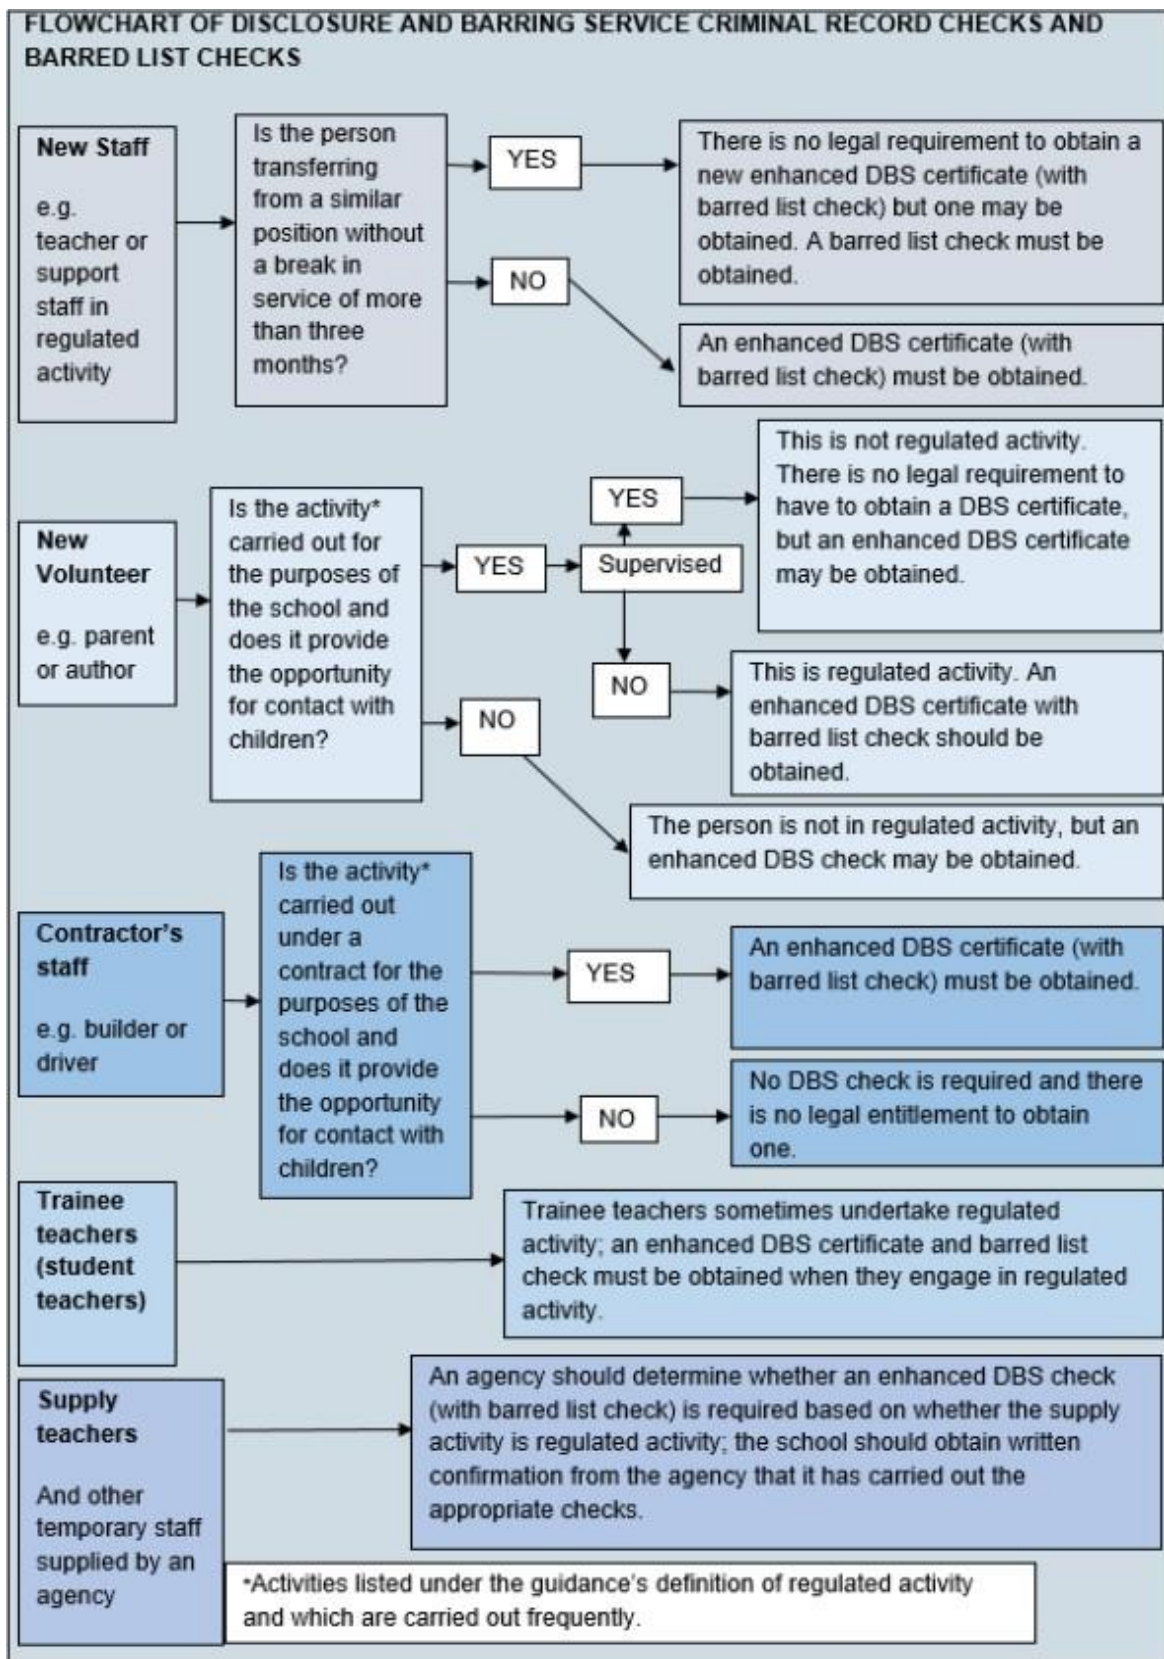 FLOWCHART OF DISCLOSURE AND BARRING SERVICE CRIMINAL RECORD CHECKS AND
BARRED LIST CHECKS
New Staff
e.g.
teacher or
support
staff in
regulated
activity
Is the person
transferring
from a similar
position without
a break in
service of more
than three
months?
YES
There is no legal requirement to obtain a
new enhanced DBS certificate (with
barred list check) but one may be
obtained. A barred list check must be
obtained.
NO
An enhanced DBS certificate (with
barred list check) must be obtained.
New
Volunteer
e.g. parent
or author
Is the activity*
carried out for
the purposes of
the school and
does it provide
the opportunity
for contact with
children?
YES
Supervised
YES
This is not regulated activity.
There is no legal requirement to
have to obtain a DBS certificate,
but an enhanced DBS certificate
may be obtained.
NO
This is regulated activity. An
enhanced DBS certificate with
barred list check should be
obtained.
NO
The person is not in regulated activity, but an
enhanced DBS check may be obtained.
Contractor's
staff
e.g. builder or
driver
Is the activity*
carried out
under a
contract for the
purposes of the
school and
does it provide
the opportunity
for contact with
children?
YES
An enhanced DBS certificate (with
barred list check) must be obtained.
NO
No DBS check is required and there
is no legal entitlement to obtain
one.
Trainee
teachers
(student
teachers)
Trainee teachers sometimes undertake regulated
activity; an enhanced DBS certificate and barred list
check must be obtained when they engage in regulated
activity.
Supply
teachers
And other
temporary staff
supplied by an
agency
An agency should determine whether an enhanced DBS check
(with barred list check) is required based on whether the supply
activity is regulated activity; the school should obtain written
confirmation from the agency that it has carried out the
appropriate checks.
*Activities listed under the guidance's definition of regulated activity
and which are carried out frequently.